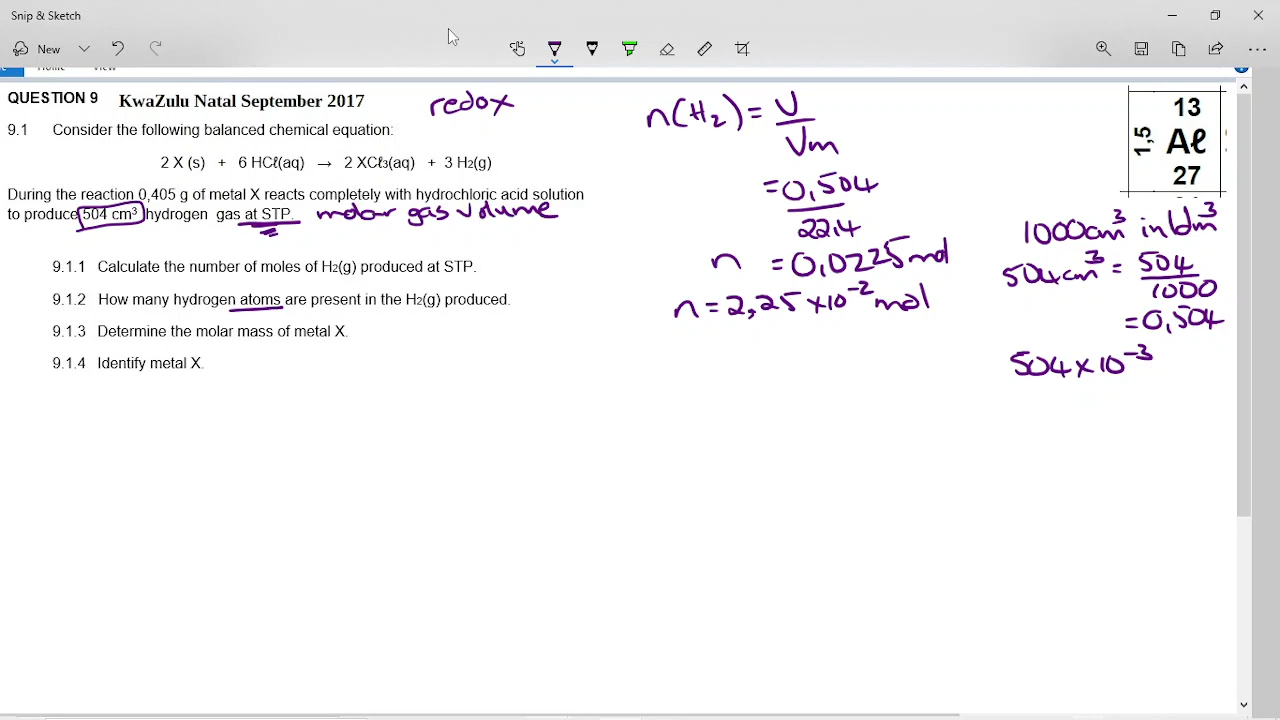 Snip & Sketch
New
Home View
QUESTION 9 KwaZulu Natal September 2017
redox
9.1 Consider the following balanced chemical equation:
2 X (s) + 6 HCℓ(aq) → 2 XCℓ₃(aq) + 3 H₂(g)
During the reaction 0,405 g of metal X reacts completely with hydrochloric acid solution
to produce 504 cm³ hydrogen gas at STP. molar gas volume
9.1.1 Calculate the number of moles of H₂(g) produced at STP.
9.1.2 How many hydrogen atoms are present in the H₂(g) produced.
9.1.3 Determine the molar mass of metal X.
9.1.4 Identify metal X.
n(H₂) = V
Vm
= 0,504
22.4
n = 0,0225 mol
n = 2,25 × 10⁻² mol
13
1,5 Aℓ
27
1000cm³ in 1dm³
504cm³ = 504
1000
= 0,504
504 × 10⁻³